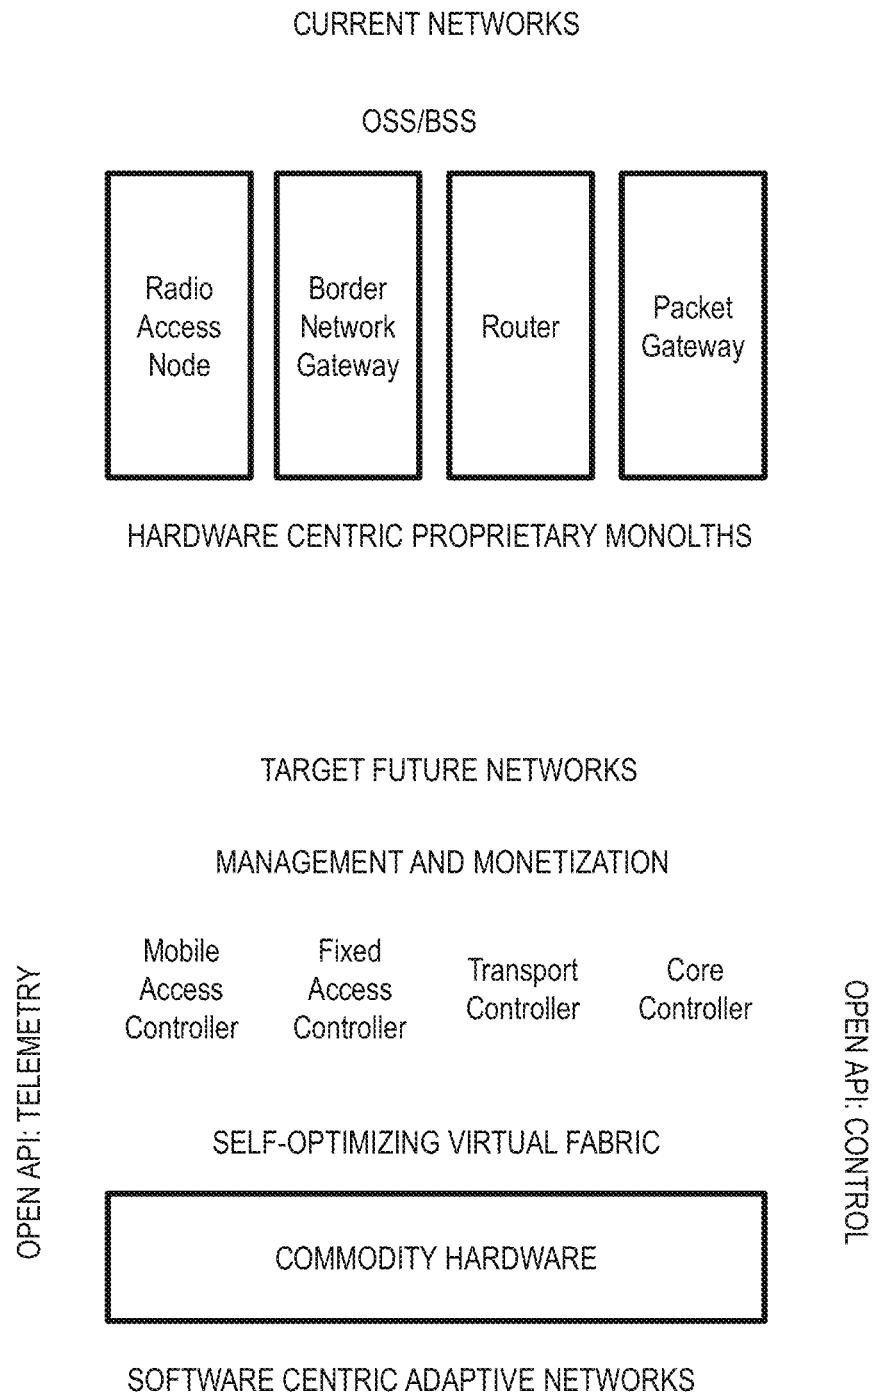 CURRENT NETWORKS
OSS/BSS
Radio
Access
Node
Border
Network
Gateway
Router
Packet
Gateway
HARDWARE CENTRIC PROPRIETARY MONOLTHS
TARGET FUTURE NETWORKS
MANAGEMENT AND MONETIZATION
OPEN API: TELEMETRY
Mobile
Access
Controller
Fixed
Access
Controller
Transport
Controller
Core
Controller
OPEN API: CONTROL
SELF-OPTIMIZING VIRTUAL FABRIC
COMMODITY HARDWARE
SOFTWARE CENTRIC ADAPTIVE NETWORKS